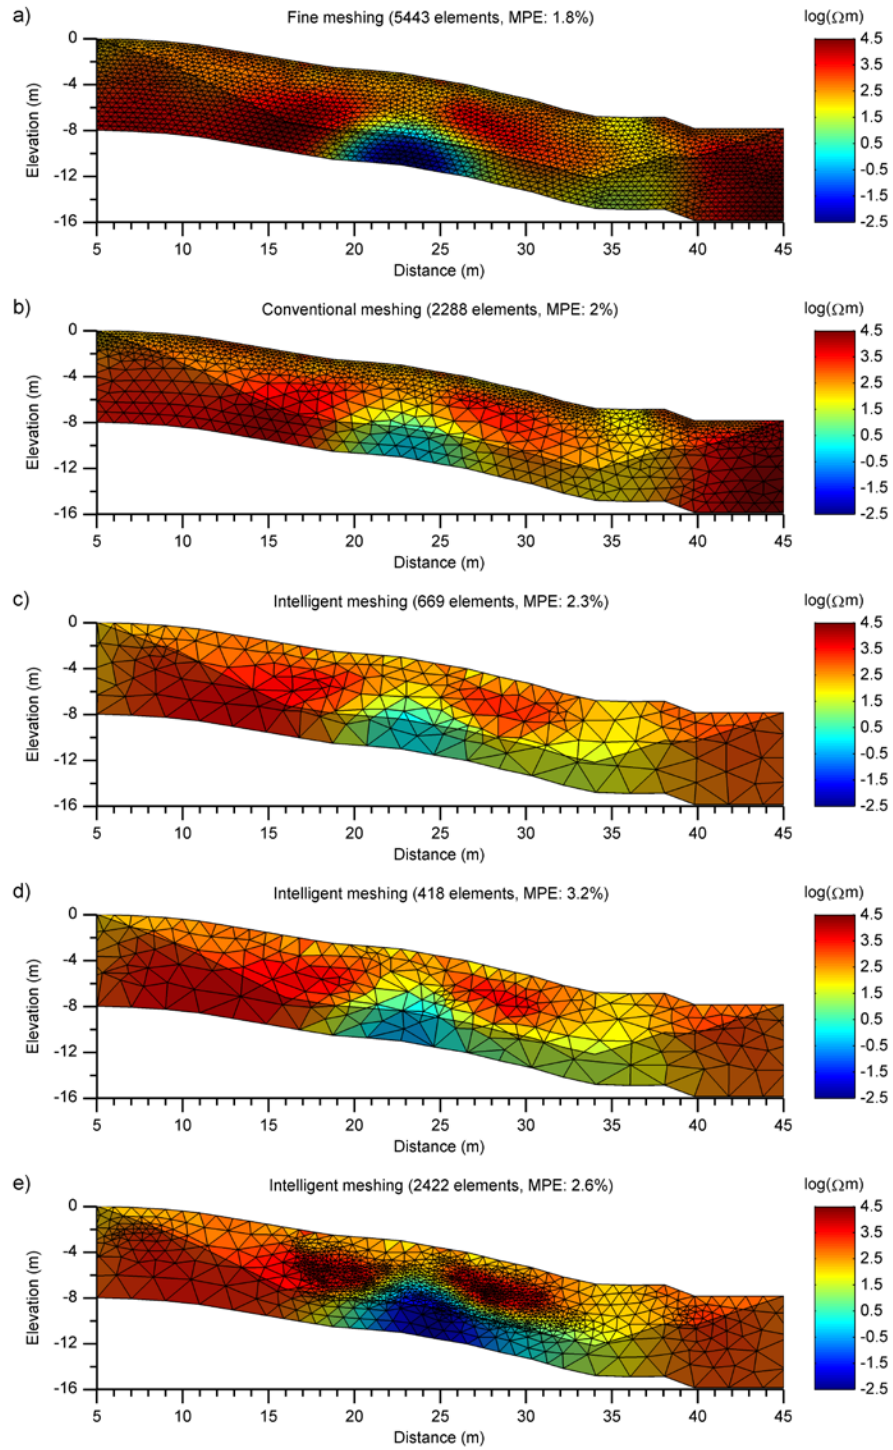 a)
Fine meshing (5443 elements, MPE: 1.8%)
log(Ωm)
Elevation (m)
0
-4
-8
-12
-16
5 10 15 20 25 30 35 40 45
Distance (m)
4.5
3.5
2.5
1.5
0.5
-0.5
-1.5
-2.5
b)
Conventional meshing (2288 elements, MPE: 2%)
log(Ωm)
Elevation (m)
0
-4
-8
-12
-16
5 10 15 20 25 30 35 40 45
Distance (m)
4.5
3.5
2.5
1.5
0.5
-0.5
-1.5
-2.5
c)
Intelligent meshing (669 elements, MPE: 2.3%)
log(Ωm)
Elevation (m)
0
-4
-8
-12
-16
5 10 15 20 25 30 35 40 45
Distance (m)
4.5
3.5
2.5
1.5
0.5
-0.5
-1.5
-2.5
d)
Intelligent meshing (418 elements, MPE: 3.2%)
log(Ωm)
Elevation (m)
0
-4
-8
-12
-16
5 10 15 20 25 30 35 40 45
Distance (m)
4.5
3.5
2.5
1.5
0.5
-0.5
-1.5
-2.5
e)
Intelligent meshing (2422 elements, MPE: 2.6%)
log(Ωm)
Elevation (m)
0
-4
-8
-12
-16
5 10 15 20 25 30 35 40 45
Distance (m)
4.5
3.5
2.5
1.5
0.5
-0.5
-1.5
-2.5